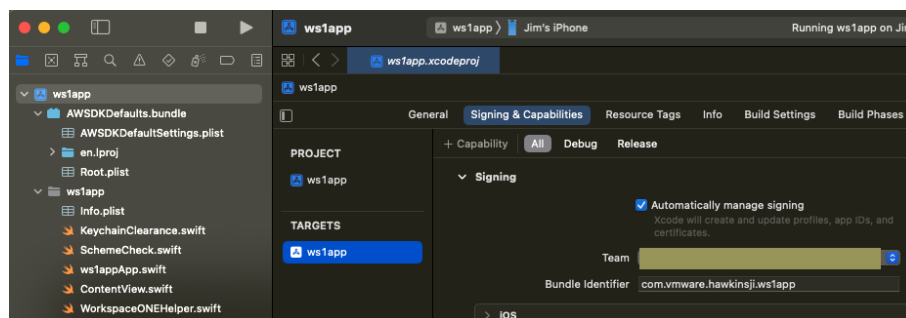 ws1app
ws1app 〉 Jim's iPhone
Running ws1app on Ji
ws1app.xcodeproj
ws1app
ws1app
AWSDKDefaults.bundle
AWSDKDefaultSettings.plist
en.lproj
Root.plist
ws1app
Info.plist
KeychainClearance.swift
SchemeCheck.swift
ws1appApp.swift
ContentView.swift
WorkspaceONEHelper.swift
General Signing & Capabilities Resource Tags Info Build Settings Build Phases
PROJECT
ws1app
TARGETS
ws1app
+ Capability All Debug Release
Signing
Automatically manage signing
Xcode will create and update profiles, app IDs, and
certificates.
Team
Bundle Identifier com.vmware.hawkinsji.ws1app
iOS